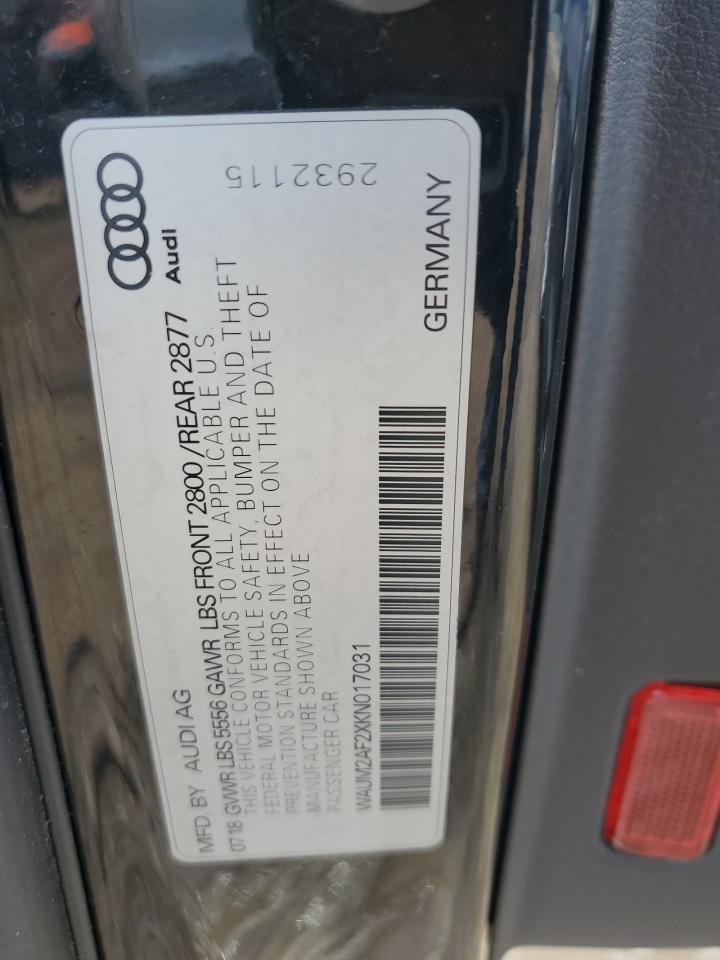 MFD. BY AUDI AG
0718 GVWR LBS 5556 GAWR LBS FRONT 2800 / REAR 2877
Audi
THIS VEHICLE CONFORMS TO ALL APPLICABLE U.S.
FEDERAL MOTOR VEHICLE SAFETY, BUMPER AND THEFT
PREVENTION STANDARDS IN EFFECT ON THE DATE OF
MANUFACTURE SHOWN ABOVE
PASSENGER CAR
2932115
WAUM2AF2XKN017031
GERMANY